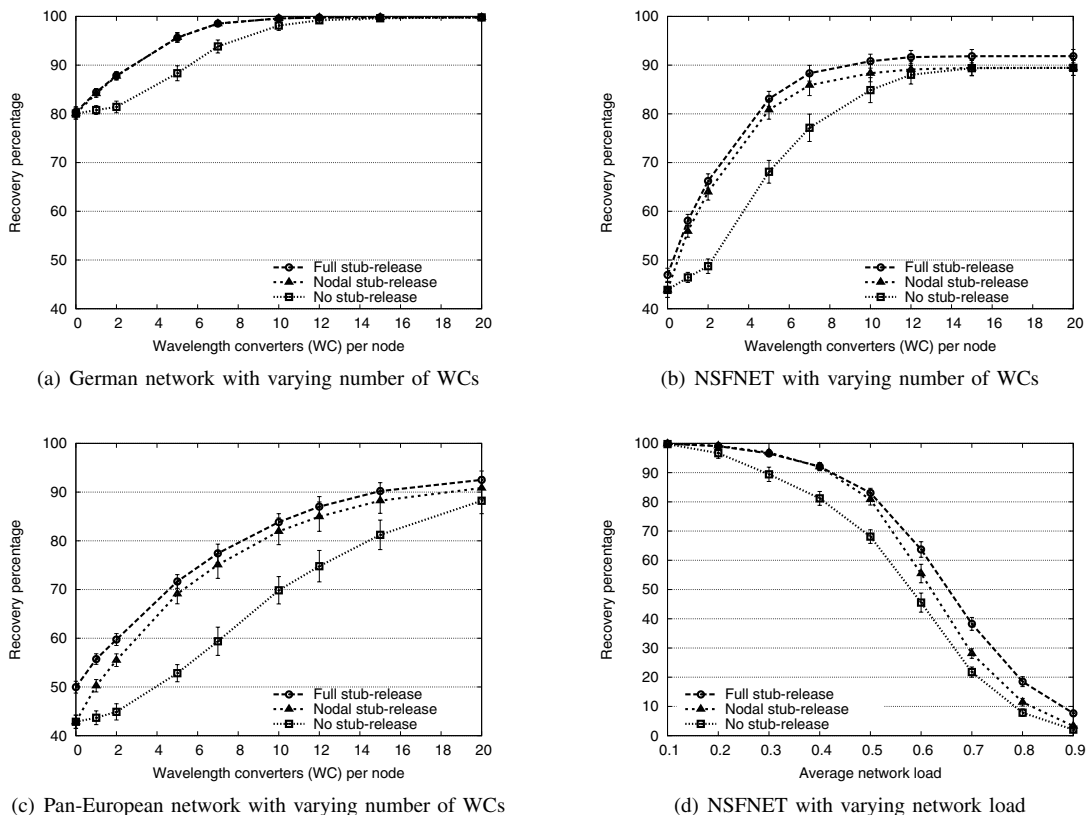 100
90
80
70
60
50
40
Recovery percentage
Full stub-release
Nodal stub-release
No stub-release
0 2 4 6 8 10 12 14 16 18 20
Wavelength converters (WC) per node
(a) German network with varying number of WCs
100
90
80
70
60
50
40
Recovery percentage
Full stub-release
Nodal stub-release
No stub-release
0 2 4 6 8 10 12 14 16 18 20
Wavelength converters (WC) per node
(b) NSFNET with varying number of WCs
100
90
80
70
60
50
40
Recovery percentage
Full stub-release
Nodal stub-release
No stub-release
0 2 4 6 8 10 12 14 16 18 20
Wavelength converters (WC) per node
(c) Pan-European network with varying number of WCs
100
90
80
70
60
50
40
30
20
10
0
Recovery percentage
Full stub-release
Nodal stub-release
No stub-release
0.1 0.2 0.3 0.4 0.5 0.6 0.7 0.8 0.9
Average network load
(d) NSFNET with varying network load